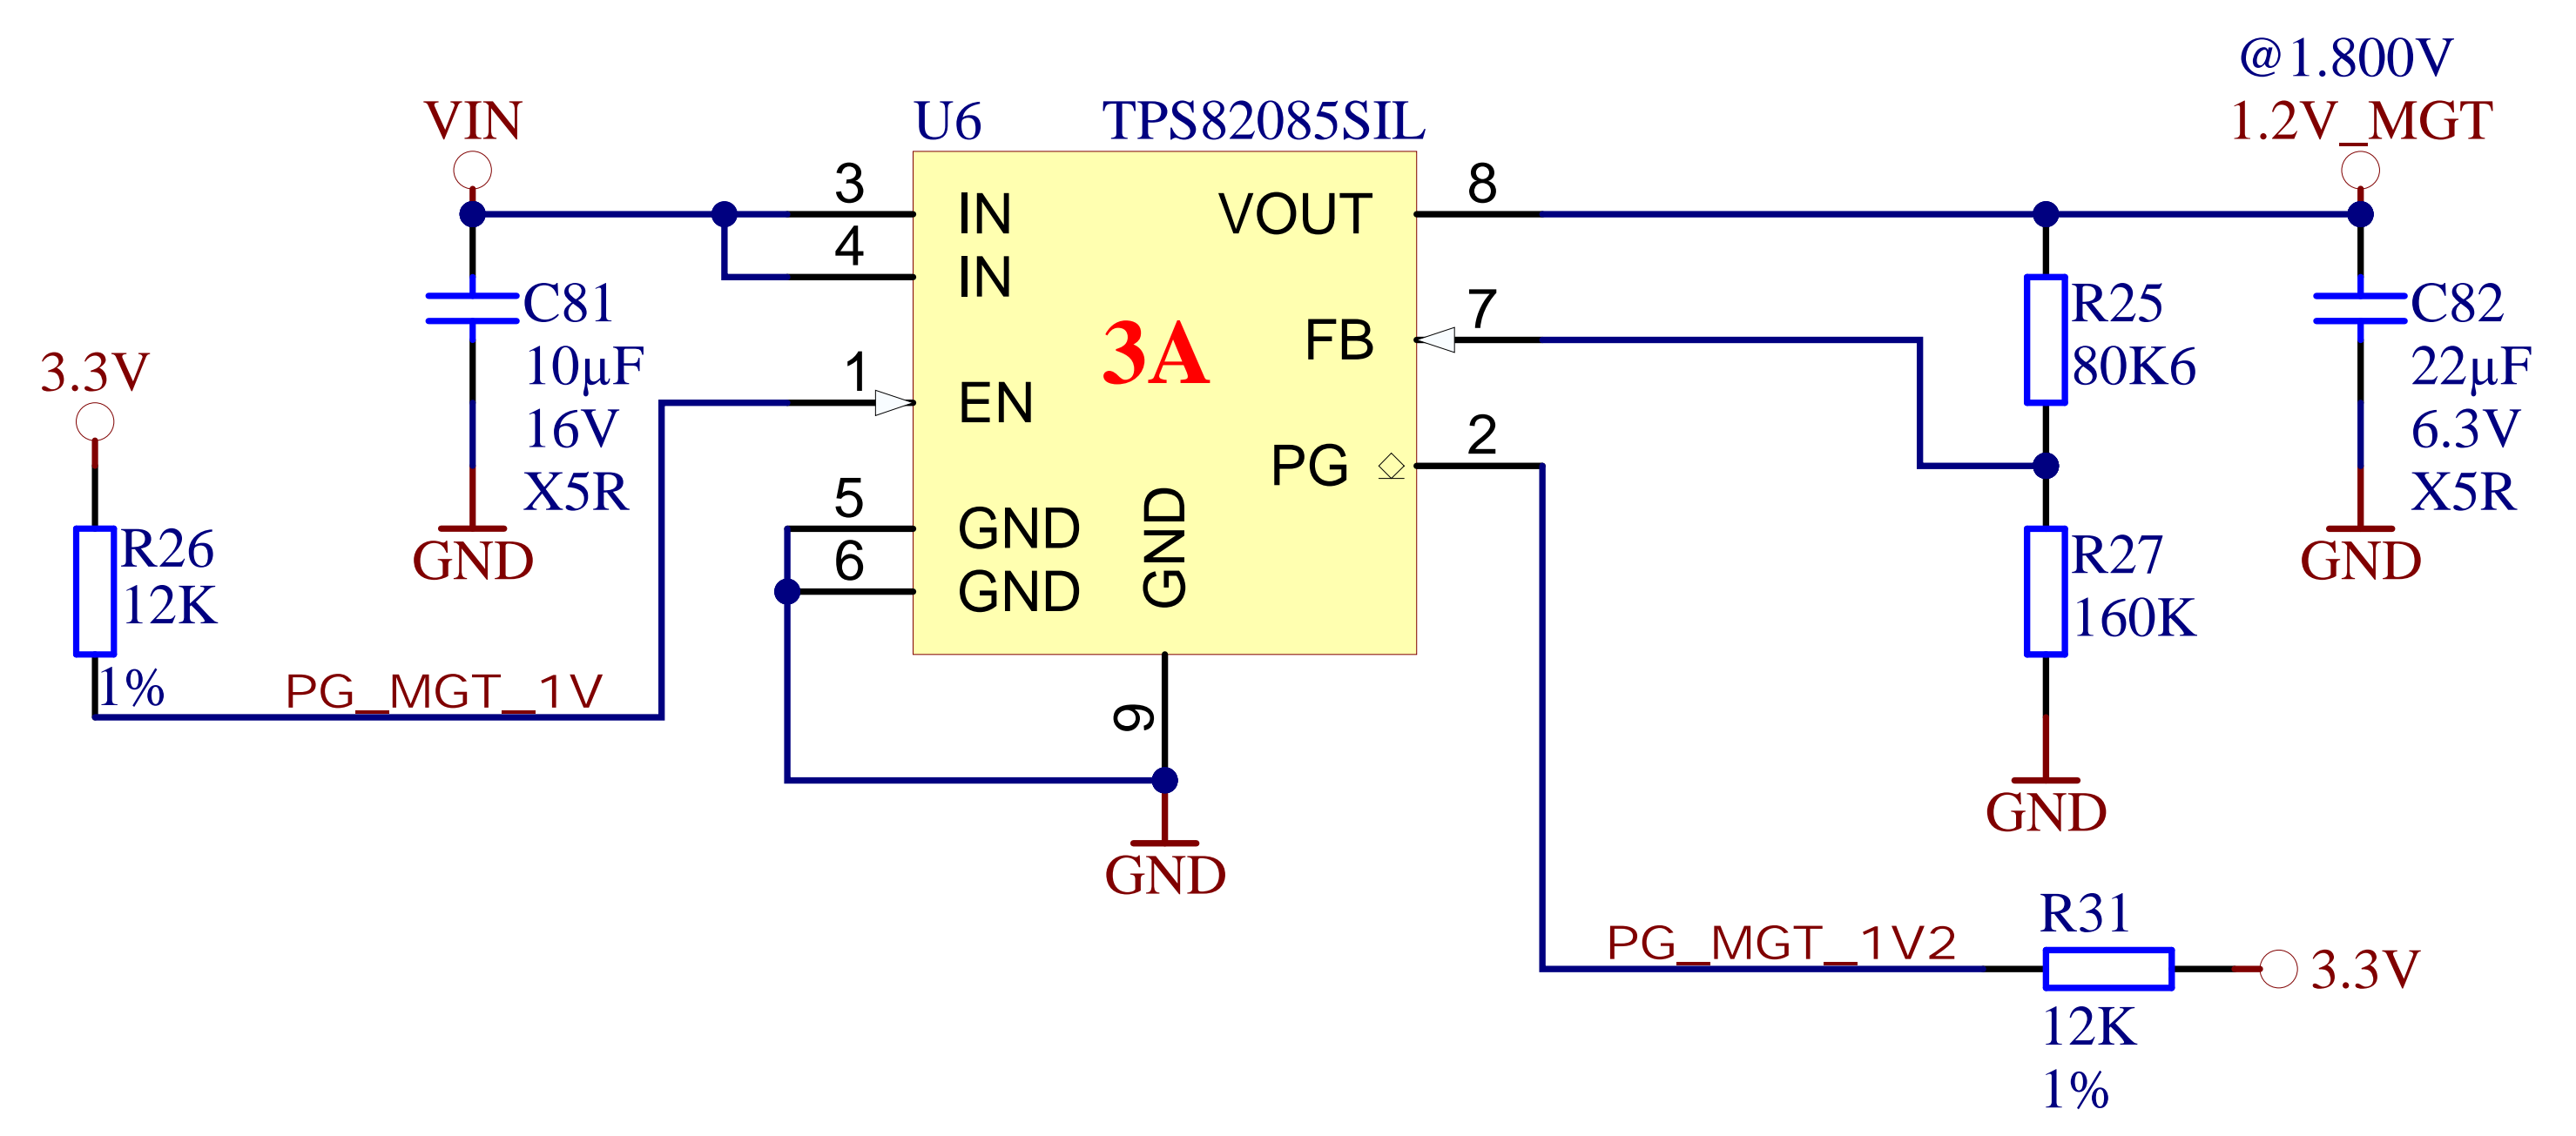 @1.800V
VIN
U6
TPS82085SIL
1.2V_MGT
3
IN
VOUT
8
4
IN
C81
10µF
16V
X5R
GND
3A
FB
7
R25
80K6
C82
22µF
6.3V
X5R
GND
3.3V
1
EN
PG
2
5
GND
6
GND
GND
9
GND
R26
12K
1%
PG_MGT_1V
R27
160K
GND
PG_MGT_1V2
R31
12K
1%
3.3V